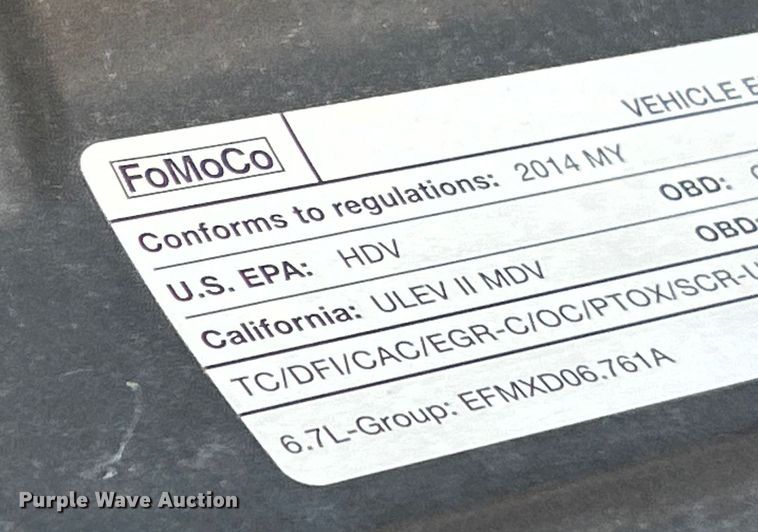 FoMoCo VEHICLE
Conforms to regulations: 2014 MY
U.S. EPA: HDV OBD:
California: ULEV II MDV OBD:
TC/DFI/CAC/EGR-C/OC/PTOX/SCR-U
6.7L-Group: EFMXD06.761A
Purple Wave Auction